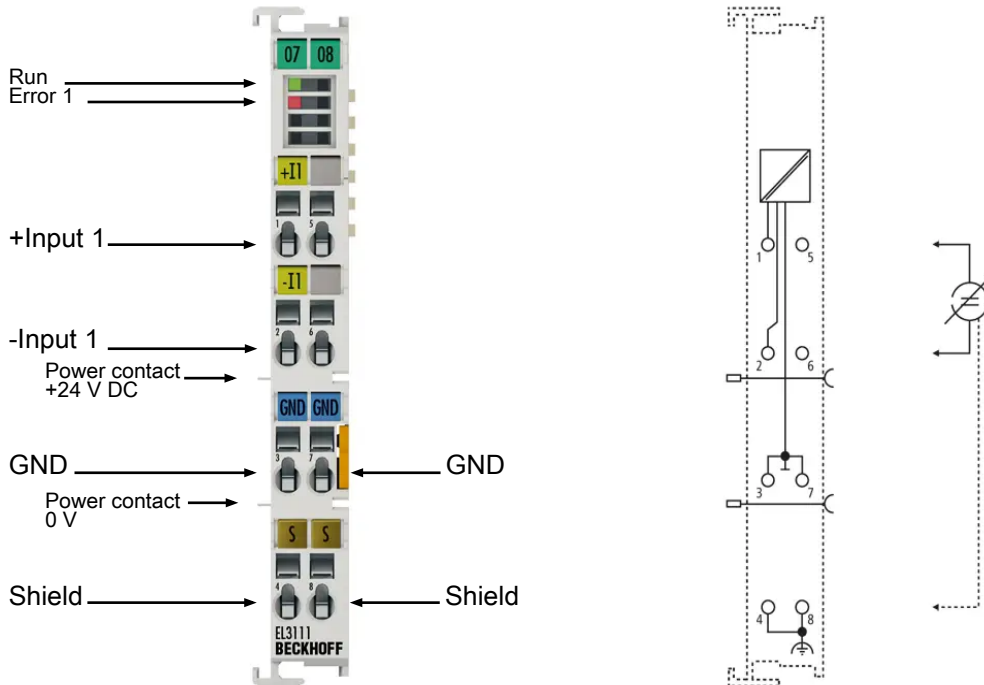 07 08
Run
Error 1
+I1
1 5
+Input 1
-I1
2 6
-Input 1
Power contact
+24 V DC
GND GND
3 7
GND
GND
Power contact
0 V
S S
4 8
Shield
Shield
EL3111
BECKHOFF
1 5
2 6
3 7
4 8